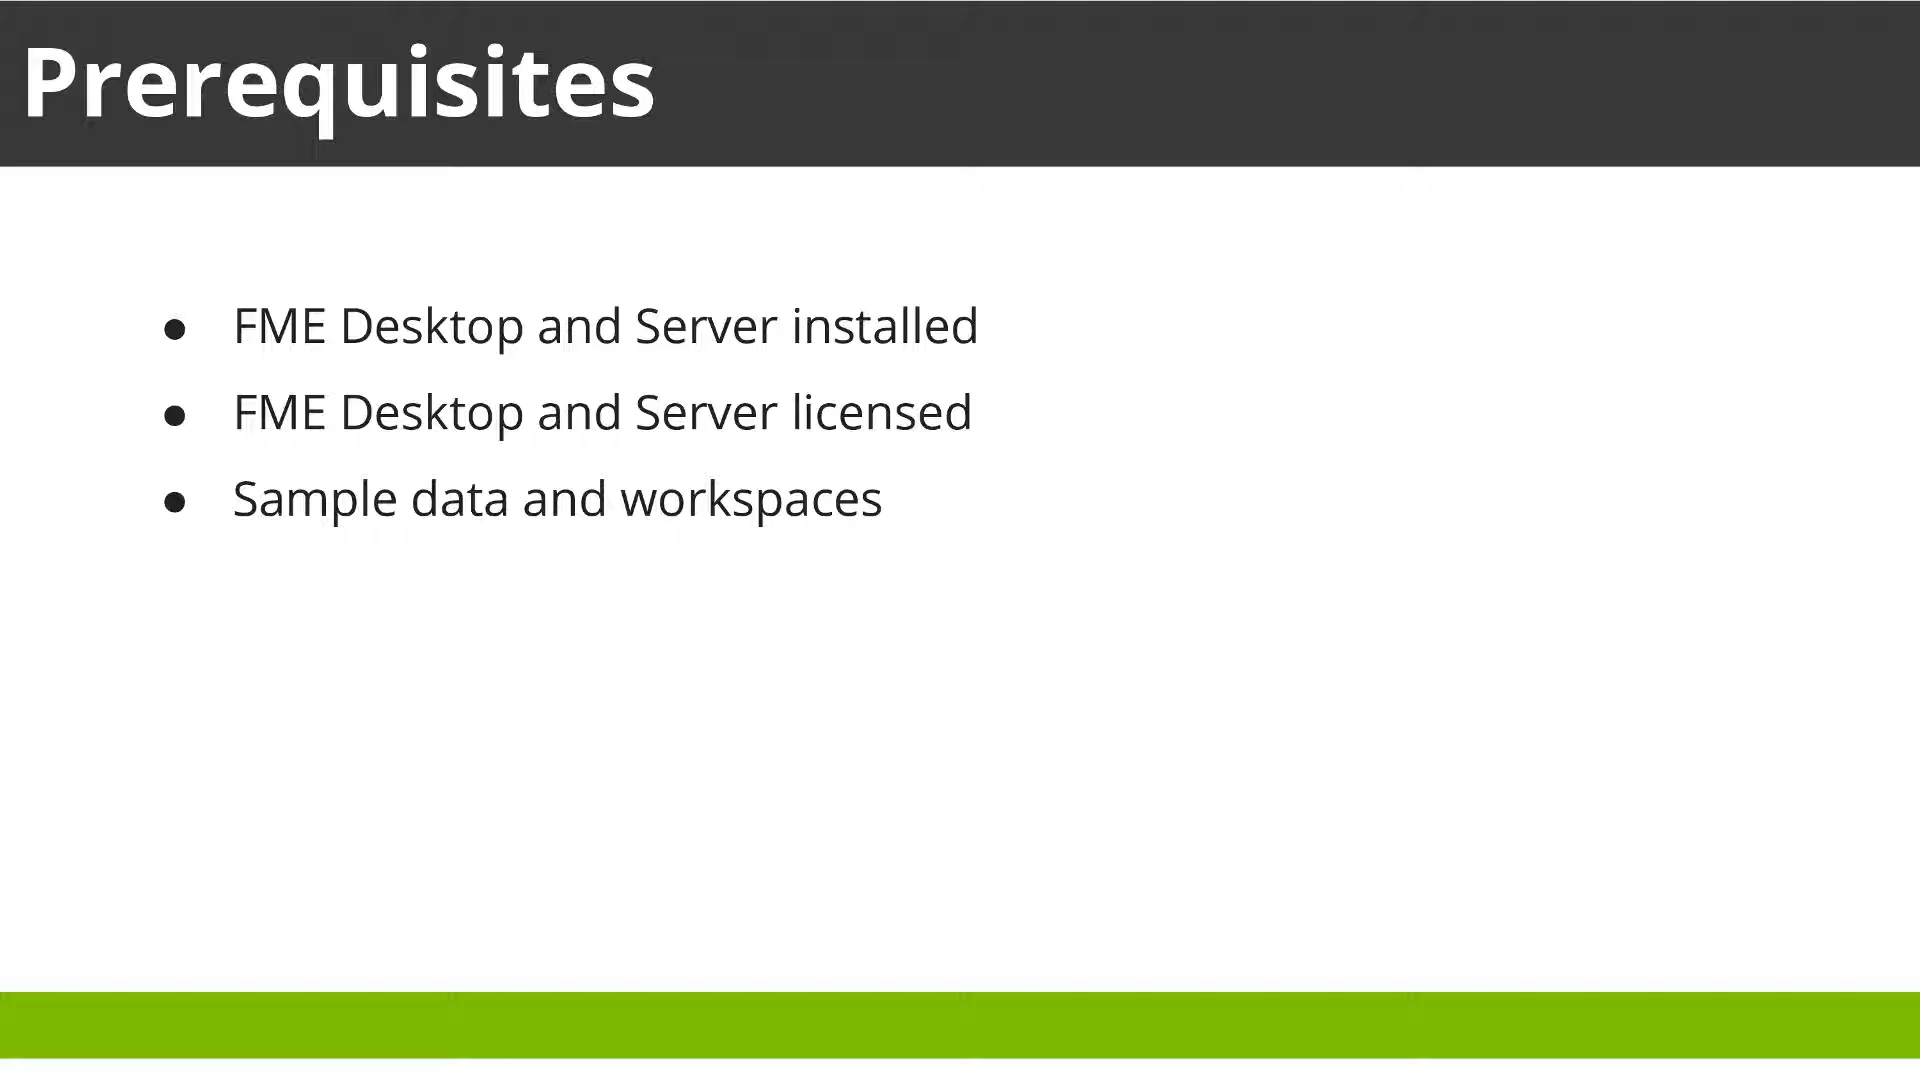 Prerequisites
● FME Desktop and Server installed
● FME Desktop and Server licensed
● Sample data and workspaces